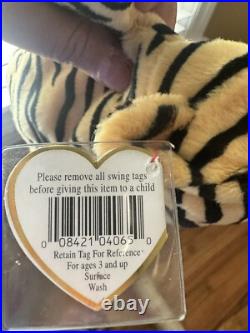 Please remove all swing tags
before giving this item to a child
0 08421 04065 0
Retain Tag For Reference
For ages 3 and up
Surface
Wash